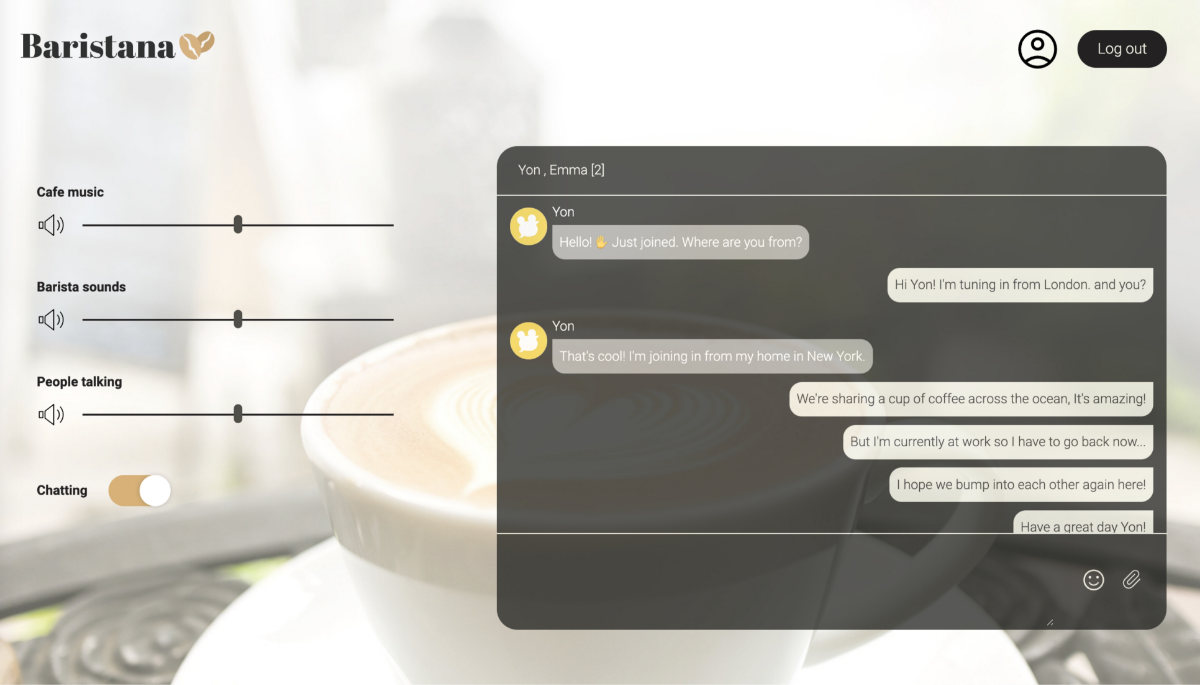 Baristana
Log out
Cafe music
Barista sounds
People talking
Chatting
Yon , Emma [2]
Yon
Hello! ✋ Just joined. Where are you from?
Hi Yon! I'm tuning in from London. and you?
Yon
That's cool! I'm joining in from my home in New York.
We're sharing a cup of coffee across the ocean, It's amazing!
But I'm currently at work so I have to go back now...
I hope we bump into each other again here!
Have a great day Yon!